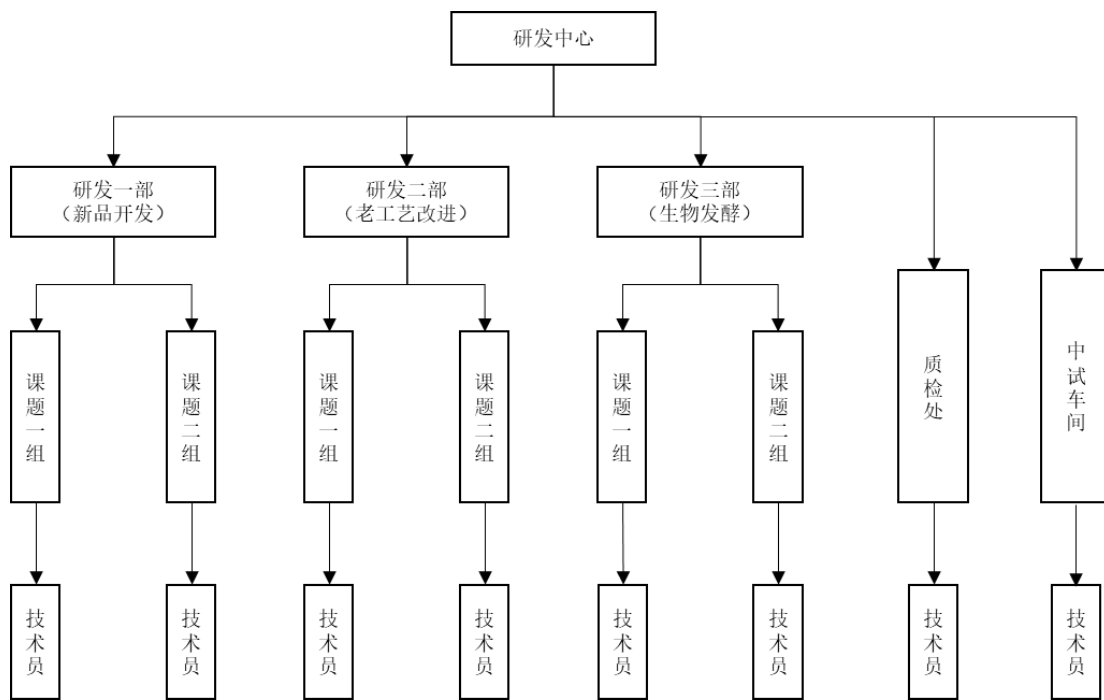 研发中心
研发一部
（新品开发）
研发二部
（老工艺改进）
研发三部
（生物发酵）
课题一组
课题二组
课题一组
课题二组
课题一组
课题二组
质检处
中试车间
技术员
技术员
技术员
技术员
技术员
技术员
技术员
技术员